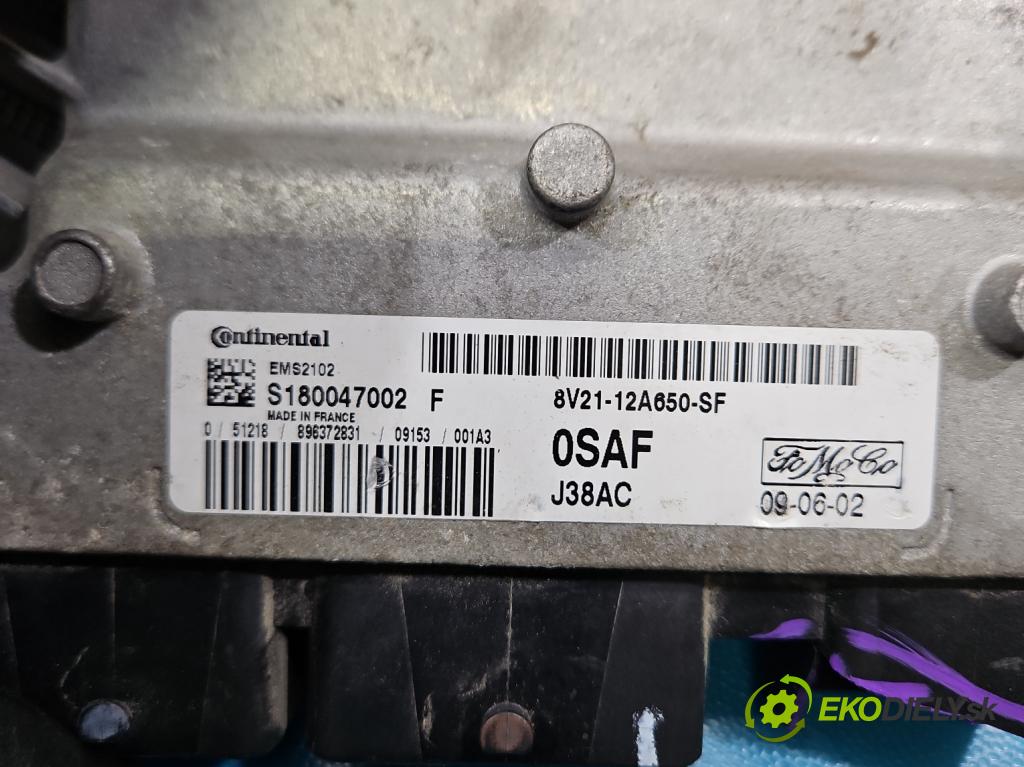 Continental
EMS2102
S180047002 F
MADE IN FRANCE
0 / 51218 / 896372831 / 09153 / 001A3
8V21-12A650-SF
0SAF
J38AC
FoMoCo
09-06-02
EKODIELY.sk